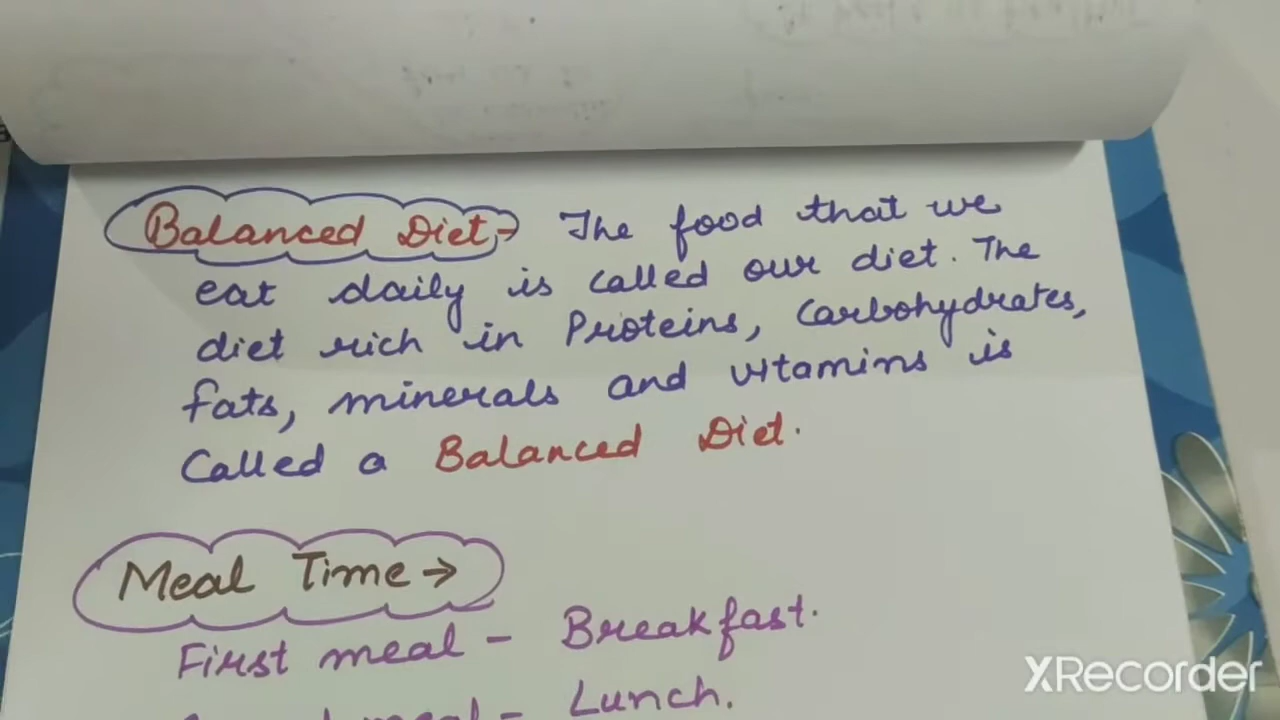 Balanced Diet→ The food that we
eat daily is called our diet. The
diet rich in Proteins, Carbohydrates,
fats, minerals and vitamins is
Called a Balanced Diet.
Meal Time →
First meal - Breakfast.
meal - Lunch.
XRecorder